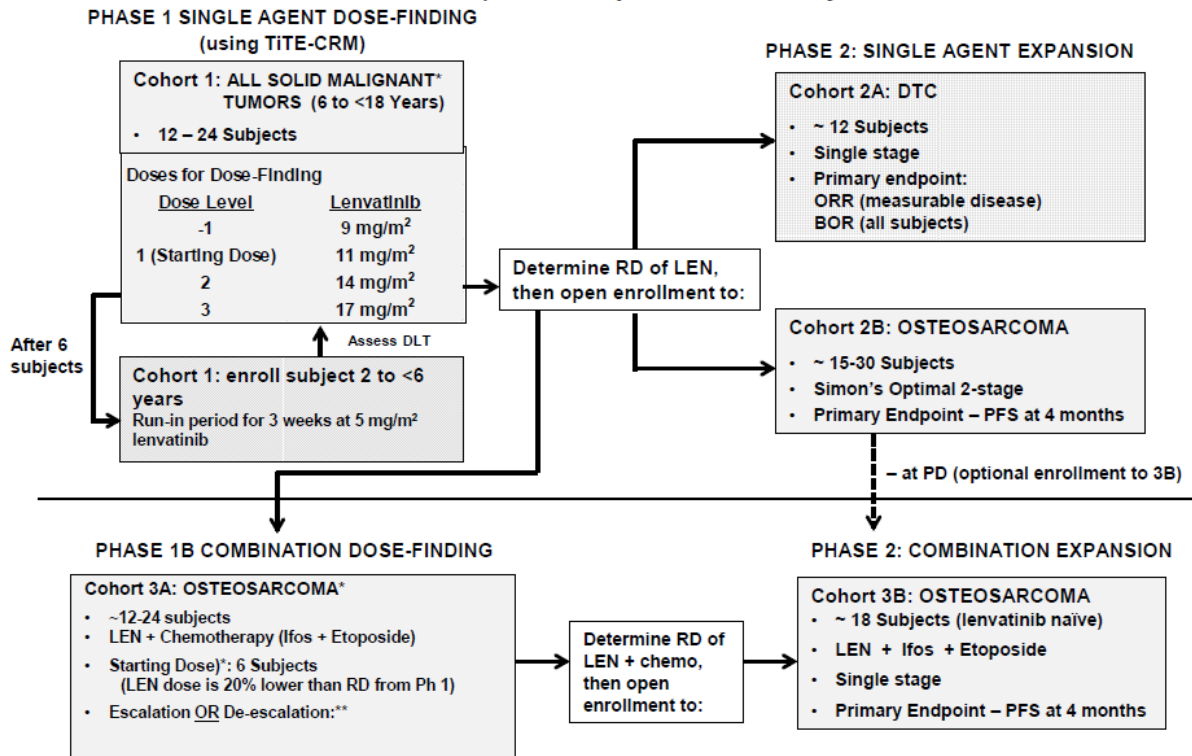 PHASE 1 SINGLE AGENT DOSE-FINDING
(using TiTE-CRM)
Cohort 1: ALL SOLID MALIGNANT*
TUMORS (6 to <18 Years)
• 12 – 24 Subjects
Doses for Dose-Finding
Dose Level Lenvatinib
-1 9 mg/m²
1 (Starting Dose) 11 mg/m²
2 14 mg/m²
3 17 mg/m²
After 6
subjects
Assess DLT
Cohort 1: enroll subject 2 to <6
years
Run-in period for 3 weeks at 5 mg/m²
lenvatinib
Determine RD of LEN,
then open enrollment to:
PHASE 2: SINGLE AGENT EXPANSION
Cohort 2A: DTC
• ~ 12 Subjects
• Single stage
• Primary endpoint:
ORR (measurable disease)
BOR (all subjects)
Cohort 2B: OSTEOSARCOMA
• ~ 15-30 Subjects
• Simon's Optimal 2-stage
• Primary Endpoint – PFS at 4 months
– at PD (optional enrollment to 3B)
PHASE 1B COMBINATION DOSE-FINDING
Cohort 3A: OSTEOSARCOMA*
• ~12-24 subjects
• LEN + Chemotherapy (Ifos + Etoposide)
• Starting Dose)*: 6 Subjects
(LEN dose is 20% lower than RD from Ph 1)
• Escalation OR De-escalation:**
Determine RD of
LEN + chemo,
then open
enrollment to:
PHASE 2: COMBINATION EXPANSION
Cohort 3B: OSTEOSARCOMA
• ~ 18 Subjects (lenvatinib naïve)
• LEN + Ifos + Etoposide
• Single stage
• Primary Endpoint – PFS at 4 months